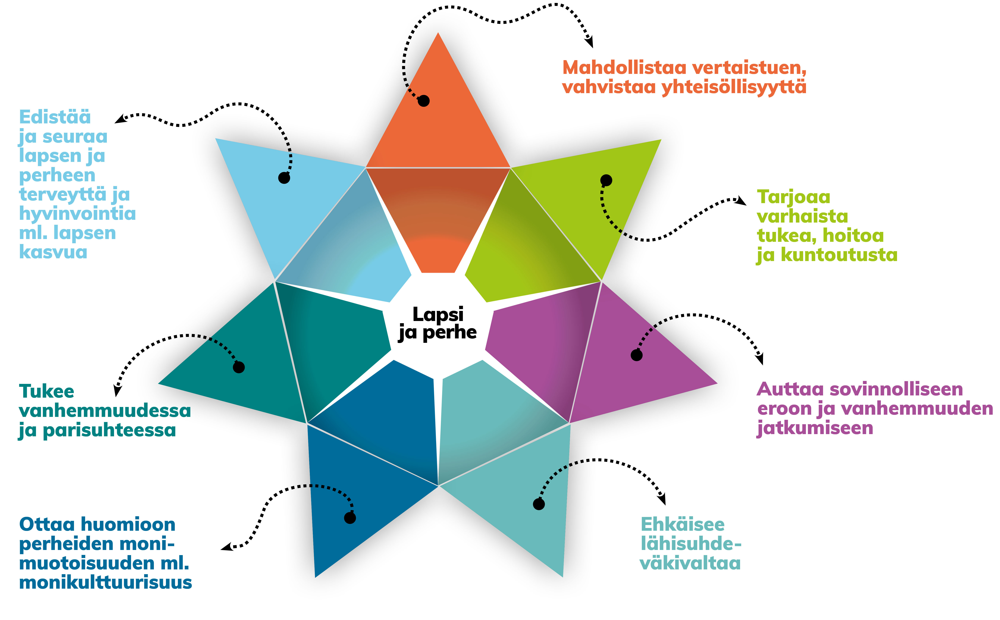 Mahdollistaa vertaistuen,
vahvistaa yhteisöllisyyttä
Edistää
ja seuraa
lapsen ja
perheen
terveyttä ja
hyvinvointia
ml. lapsen
kasvua
Tarjoaa
varhaista
tukea, hoitoa
ja kuntoutusta
Lapsi
ja perhe
Tukee
vanhemmuudessa
ja parisuhteessa
Auttaa sovinnolliseen
eroon ja vanhemmuuden
jatkumiseen
Ottaa huomioon
perheiden moni-
muotoisuuden ml.
monikulttuurisuus
Ehkäisee
lähisuhde-
väkivaltaa